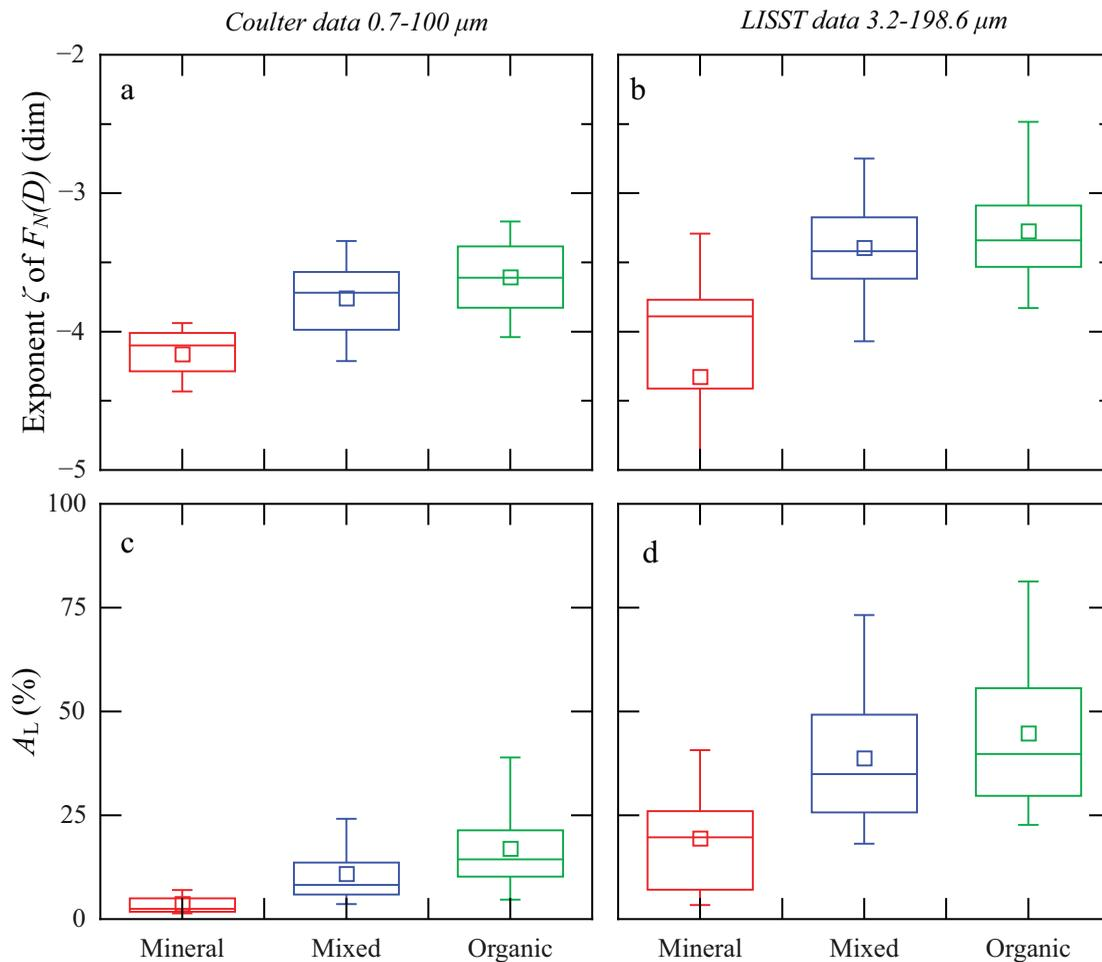 Coulter data 0.7-100 μm
LISST data 3.2-198.6 μm
a
b
Exponent ζ of F_N(D) (dim)
−2
−3
−4
−5
c
d
A_L (%)
100
75
50
25
0
Mineral
Mixed
Organic
Mineral
Mixed
Organic